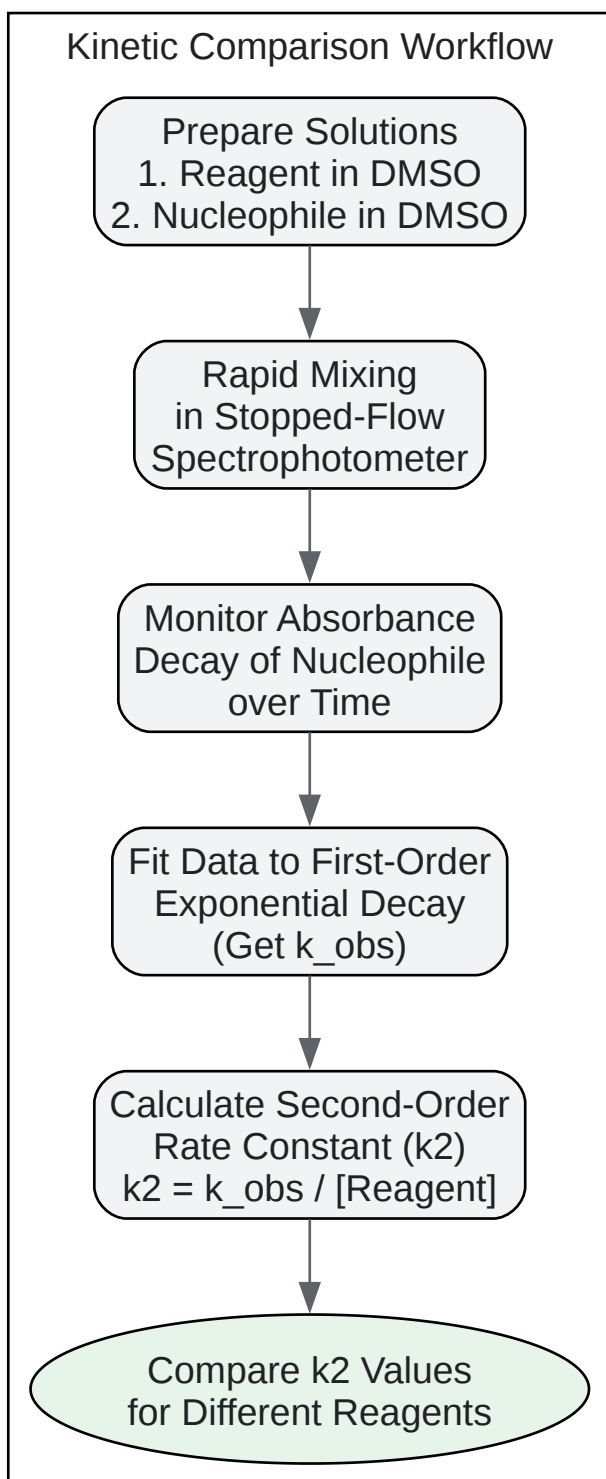 Kinetic Comparison Workflow
Prepare Solutions
1. Reagent in DMSO
2. Nucleophile in DMSO
Rapid Mixing
in Stopped-Flow
Spectrophotometer
Monitor Absorbance
Decay of Nucleophile
over Time
Fit Data to First-Order
Exponential Decay
(Get k_obs)
Calculate Second-Order
Rate Constant (k2)
k2 = k_obs / [Reagent]
Compare k2 Values
for Different Reagents